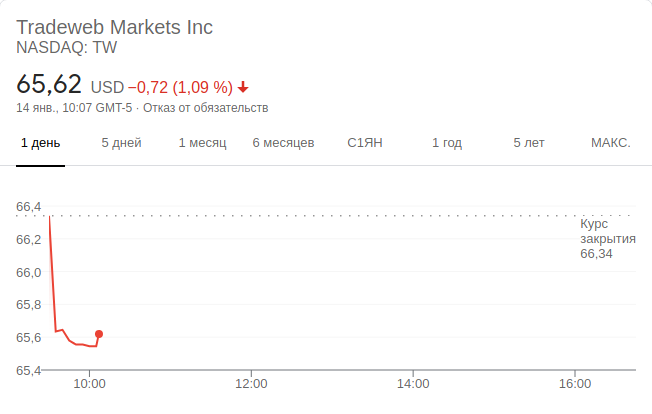 Tradeweb Markets Inc
NASDAQ: TW
65,62 USD −0,72 (1,09 %)
14 янв., 10:07 GMT-5 · Отказ от обязательств
1 день 5 дней 1 месяц 6 месяцев С1ЯН 1 год 5 лет МАКС.
66,4
Курс
66,2 закрытия
66,34
66,0
65,8
65,6
65,4
10:00 12:00 14:00 16:00